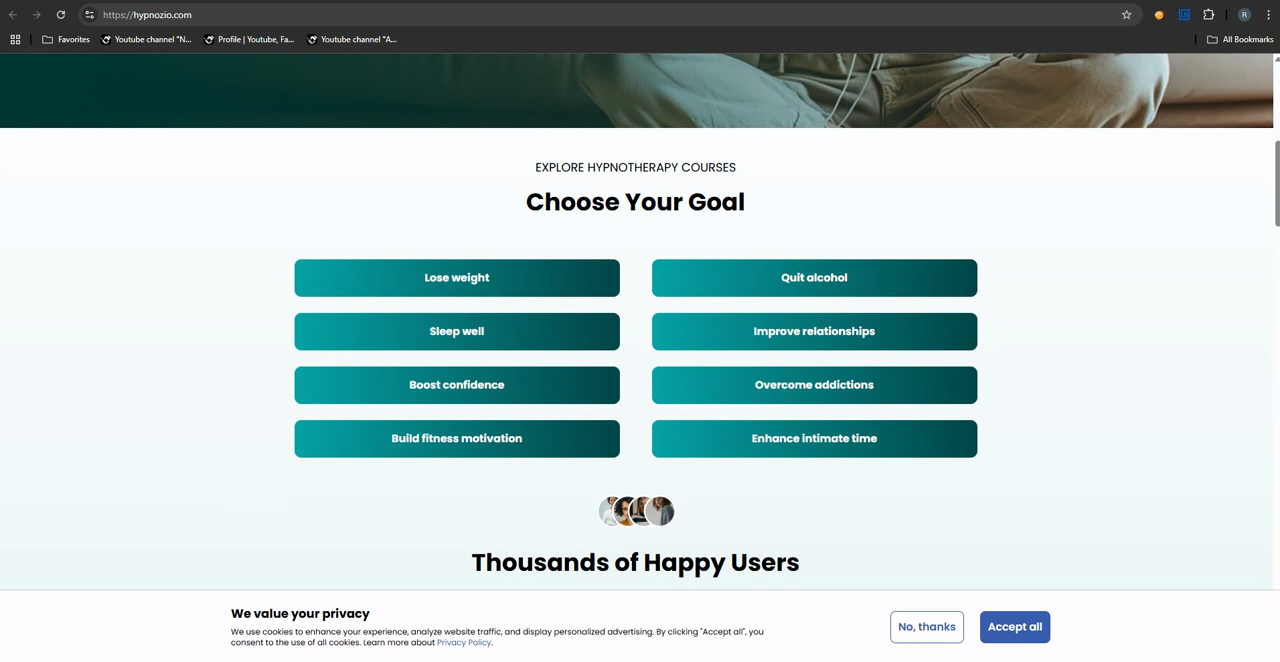 https://hypnozio.com
R
Favorites
Youtube channel "N...
Profile | Youtube, Fa...
Youtube channel "A...
All Bookmarks
EXPLORE HYPNOTHERAPY COURSES
Choose Your Goal
Lose weight
Quit alcohol
Sleep well
Improve relationships
Boost confidence
Overcome addictions
Build fitness motivation
Enhance intimate time
Thousands of Happy Users
We value your privacy
We use cookies to enhance your experience, analyze website traffic, and display personalized advertising. By clicking "Accept all", you
consent to the use of all cookies. Learn more about Privacy Policy.
No, thanks
Accept all